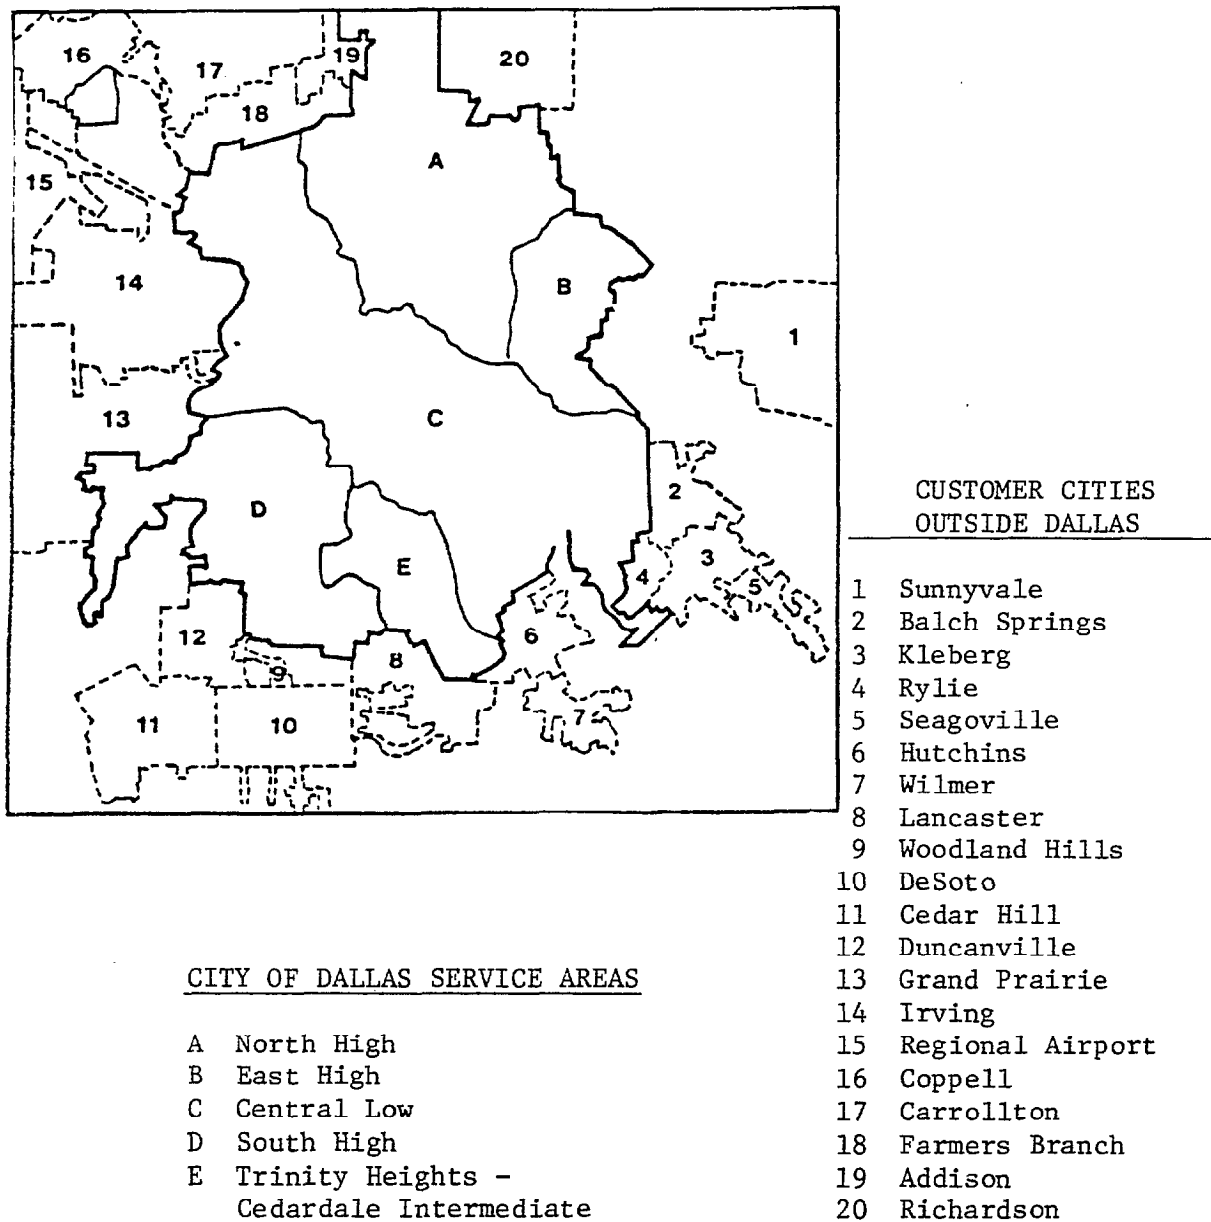 16
17
19
20
18
A
15
14
B
1
13
C
2
D
3
E
4
5
12
6
8
9
7
11
10
CUSTOMER CITIES
OUTSIDE DALLAS
1 Sunnyvale
2 Balch Springs
3 Kleberg
4 Rylie
5 Seagoville
6 Hutchins
7 Wilmer
8 Lancaster
9 Woodland Hills
10 DeSoto
11 Cedar Hill
12 Duncanville
13 Grand Prairie
14 Irving
15 Regional Airport
16 Coppell
17 Carrollton
18 Farmers Branch
19 Addison
20 Richardson
CITY OF DALLAS SERVICE AREAS
A North High
B East High
C Central Low
D South High
E Trinity Heights -
Cedardale Intermediate